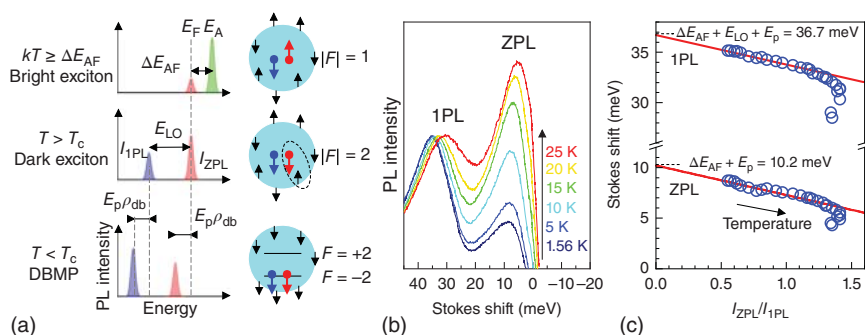 E_F E_A
kT ≥ ΔE_AF
Bright exciton
ΔE_AF
|F| = 1
T > T_c
Dark exciton
E_LO
I_1PL
I_ZPL
|F| = 2
E_pρ_db
E_pρ_db
T < T_c
DBMP
F = +2
F = −2
PL intensity
Energy
(a)
(b)
ZPL
1PL
PL intensity
25 K
20 K
15 K
10 K
5 K
1.56 K
40 30 20 10 0 −10 −20
Stokes shift (meV)
(c)
ΔE_AF + E_LO + E_p = 36.7 meV
1PL
35
30
ΔE_AF + E_p = 10.2 meV
ZPL
Temperature
10
5
0
Stokes shift (meV)
0.0 0.5 1.0 1.5
I_ZPL/I_1PL